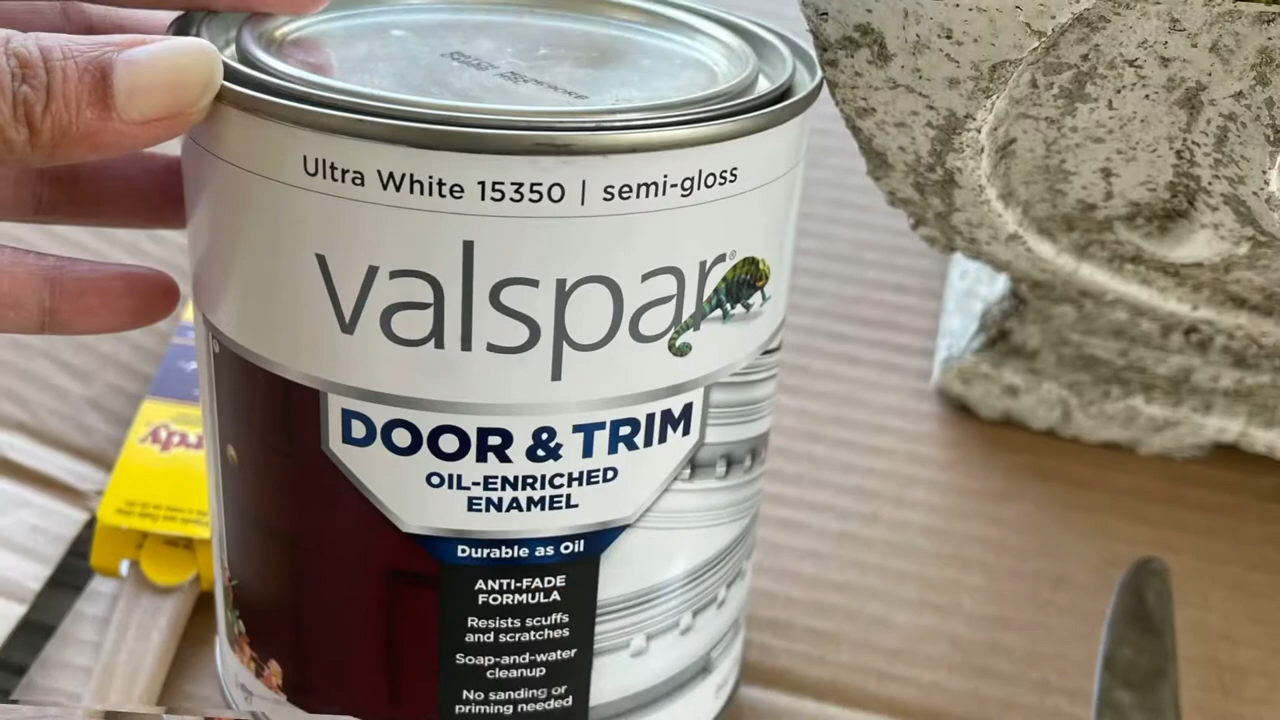 Ultra White 15350 | semi-gloss
valspar®
DOOR & TRIM
OIL-ENRICHED
ENAMEL
Durable as Oil
ANTI-FADE
FORMULA
Resists scuffs
and scratches
Soap-and-water
cleanup
No sanding or
priming needed
rdy